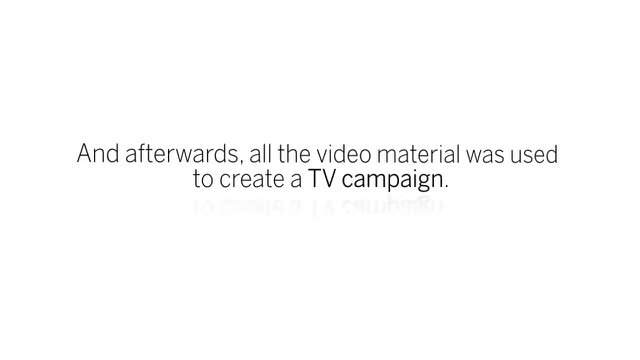 And afterwards, all the video material was used
to create a TV campaign.